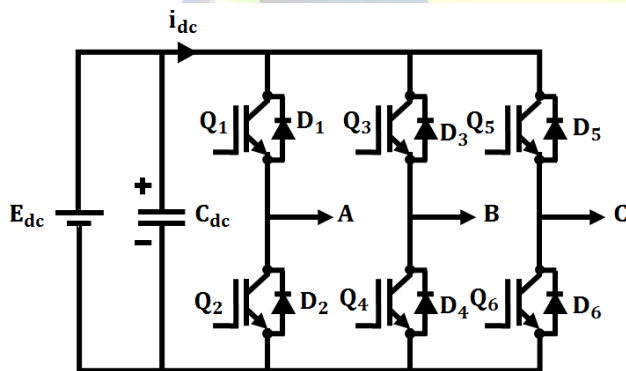 i_dc
Q_1 D_1 Q_3 D_3 Q_5 D_5
E_dc + - C_dc A B C
Q_2 D_2 Q_4 D_4 Q_6 D_6